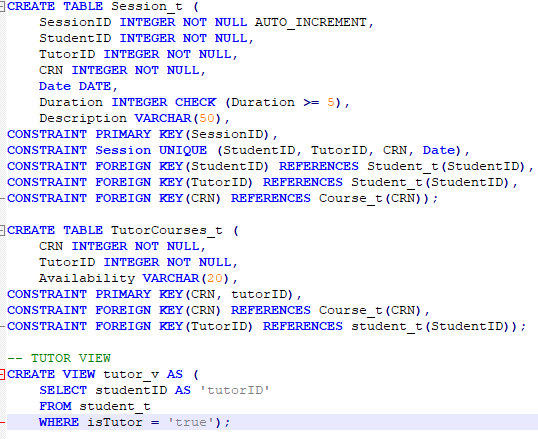 CREATE TABLE Session_t (
SessionID INTEGER NOT NULL AUTO_INCREMENT,
StudentID INTEGER NOT NULL,
TutorID INTEGER NOT NULL,
CRN INTEGER NOT NULL,
Date DATE,
Duration INTEGER CHECK (Duration >= 5),
Description VARCHAR(50),
CONSTRAINT PRIMARY KEY(SessionID),
CONSTRAINT Session UNIQUE (StudentID, TutorID, CRN, Date),
CONSTRAINT FOREIGN KEY(StudentID) REFERENCES Student_t(StudentID),
CONSTRAINT FOREIGN KEY(TutorID) REFERENCES Student_t(StudentID),
CONSTRAINT FOREIGN KEY(CRN) REFERENCES Course_t(CRN));
CREATE TABLE TutorCourses_t (
CRN INTEGER NOT NULL,
TutorID INTEGER NOT NULL,
Availability VARCHAR(20),
CONSTRAINT PRIMARY KEY(CRN, tutorID),
CONSTRAINT FOREIGN KEY(CRN) REFERENCES Course_t(CRN),
CONSTRAINT FOREIGN KEY(TutorID) REFERENCES student_t(StudentID));
-- TUTOR VIEW
CREATE VIEW tutor_v AS (
SELECT studentID AS 'tutorID'
FROM student_t
WHERE isTutor = 'true');